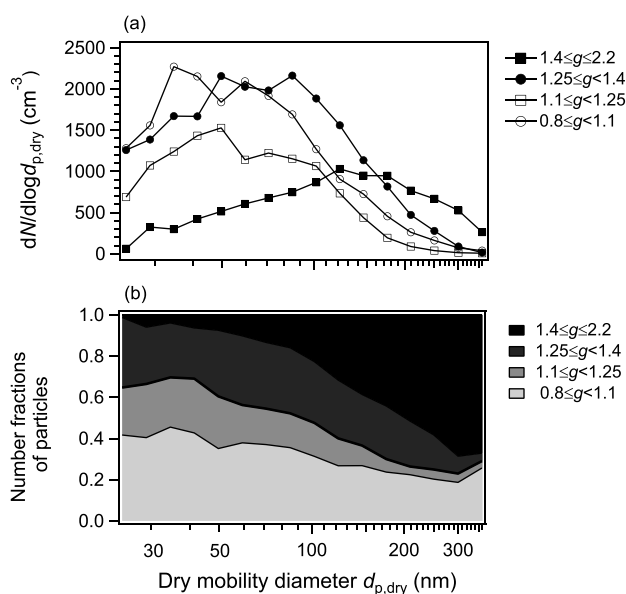 (a)
2500
2000
1500
1000
500
0
dN/dlogdp,dry (cm-3)
1.4≤g≤2.2
1.25≤g<1.4
1.1≤g<1.25
0.8≤g<1.1
(b)
1.0
0.8
0.6
0.4
0.2
0.0
Number fractions
of particles
1.4≤g≤2.2
1.25≤g<1.4
1.1≤g<1.25
0.8≤g<1.1
30 50 100 200 300
Dry mobility diameter dp,dry (nm)